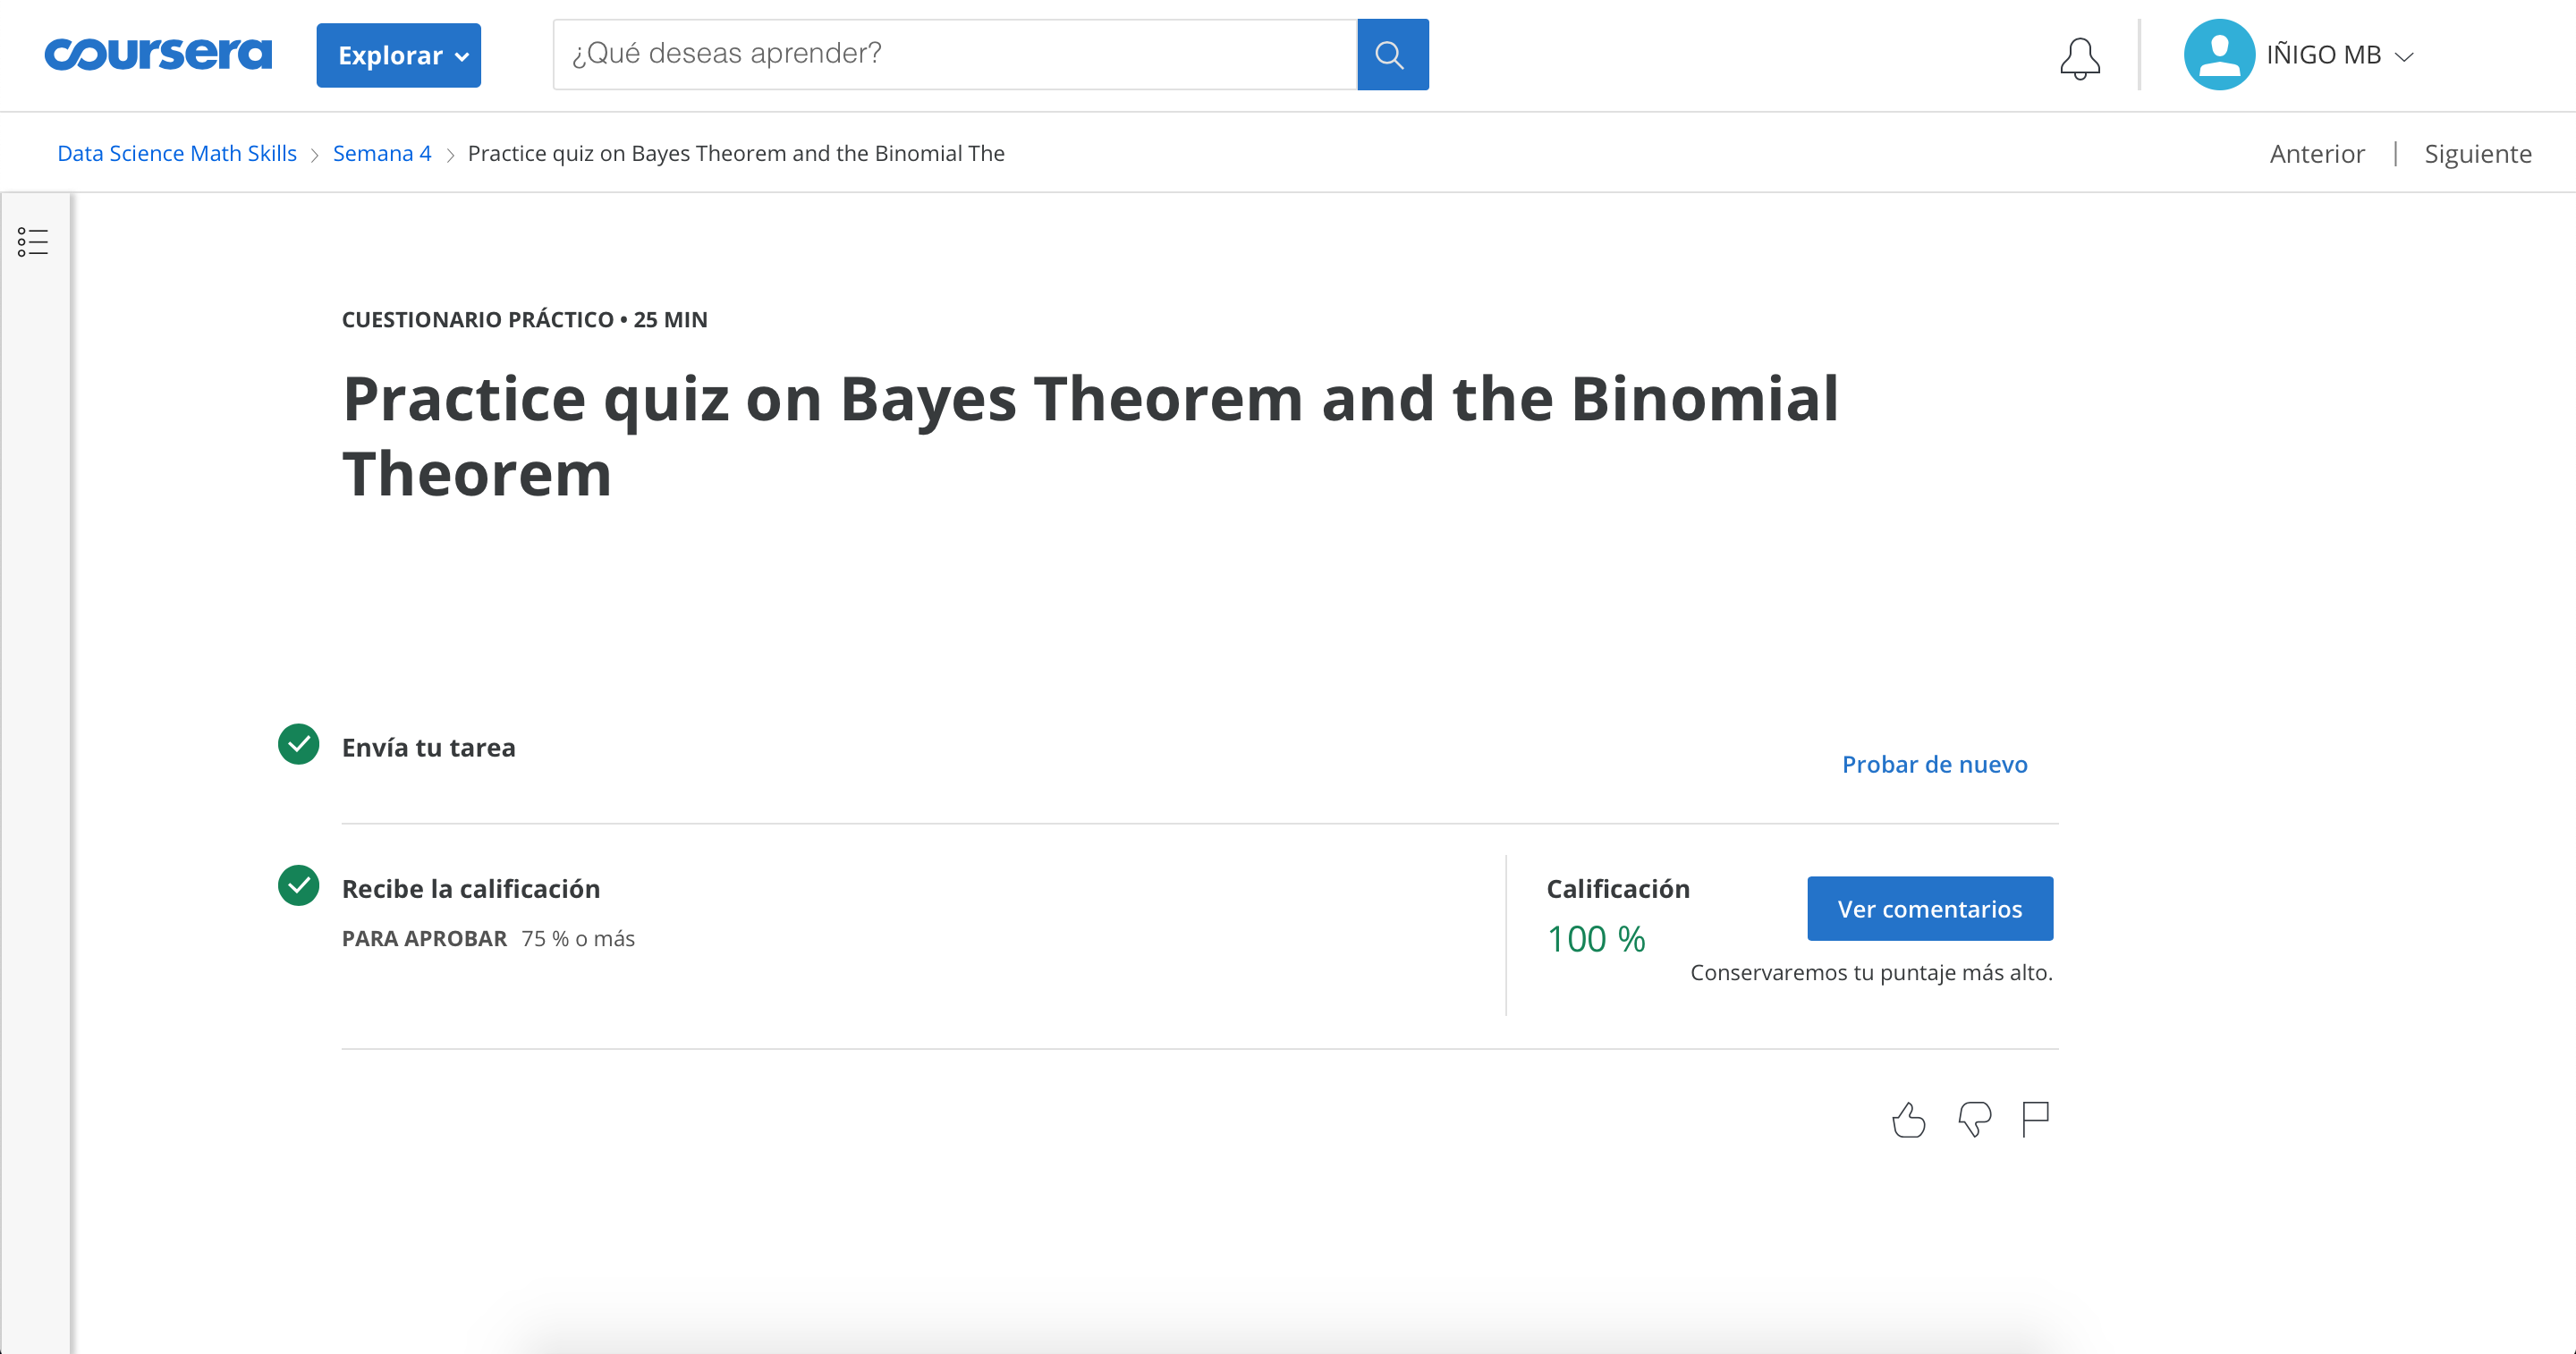 coursera
Explorar
¿Qué deseas aprender?
IÑIGO MB
Data Science Math Skills > Semana 4 > Practice quiz on Bayes Theorem and the Binomial The
Anterior | Siguiente
CUESTIONARIO PRÁCTICO • 25 MIN
Practice quiz on Bayes Theorem and the Binomial
Theorem
Envía tu tarea
Probar de nuevo
Recibe la calificación
PARA APROBAR 75 % o más
Calificación
100 %
Ver comentarios
Conservaremos tu puntaje más alto.